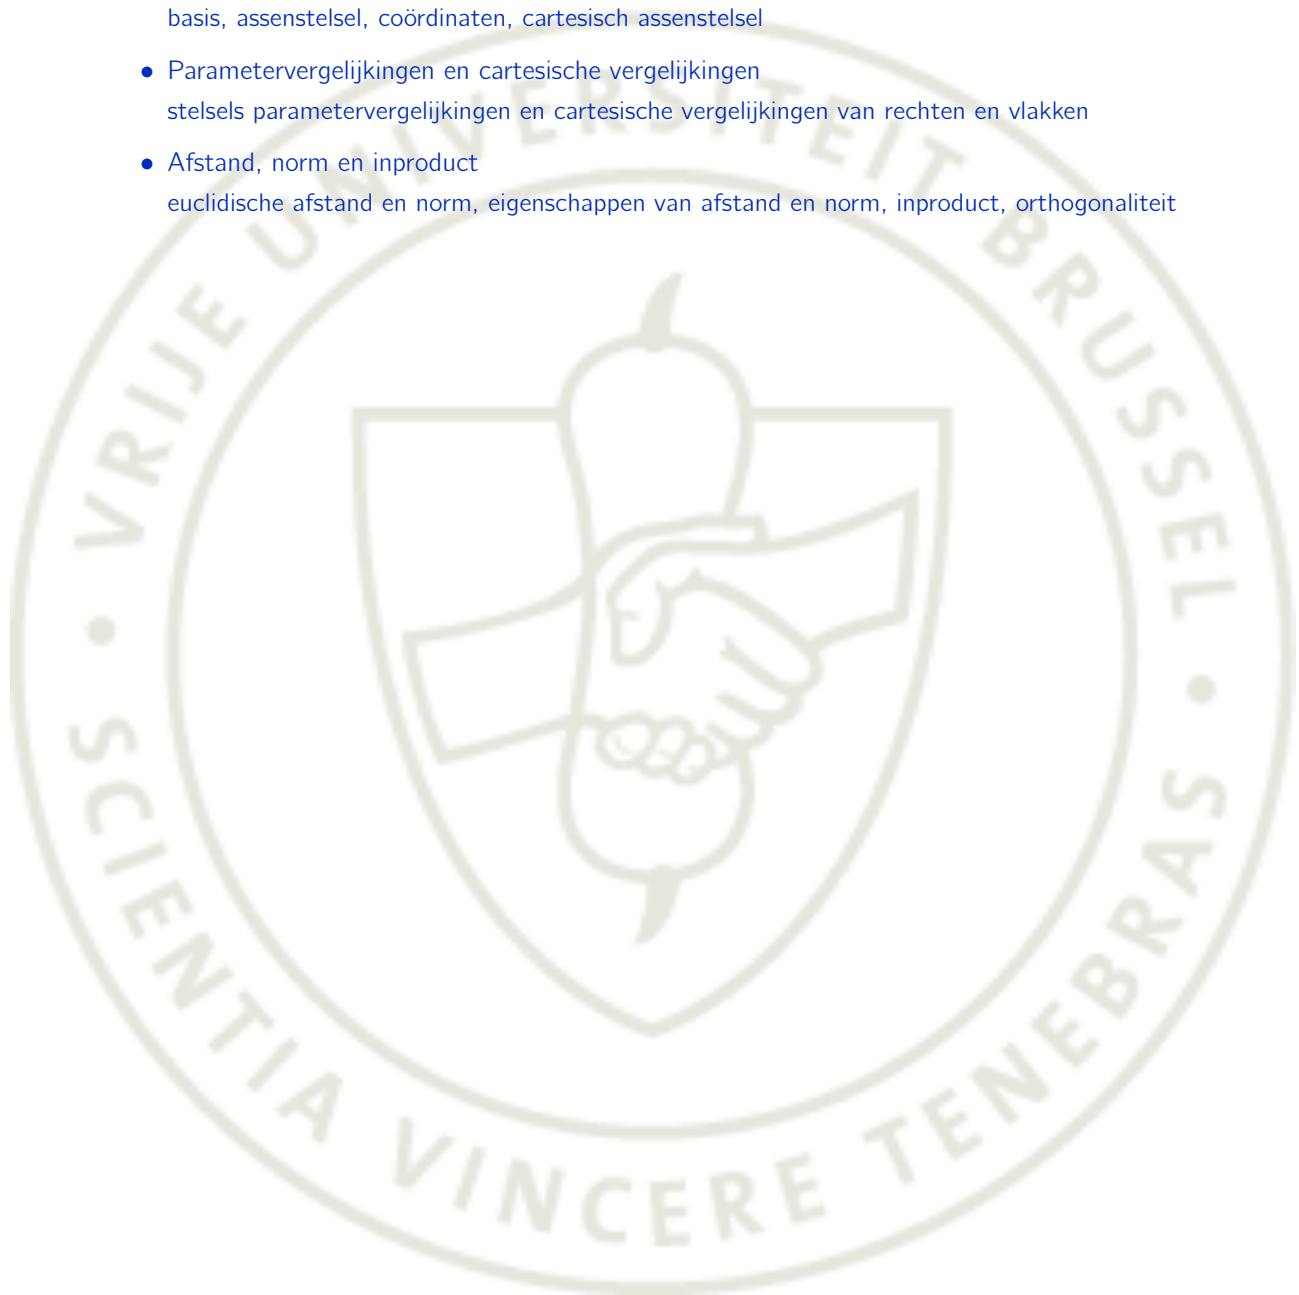 basis, assenstelsel, coördinaten, cartesisch assenstelsel
• Parametervergelijkingen en cartesische vergelijkingen
stelsels parametervergelijkingen en cartesische vergelijkingen van rechten en vlakken
• Afstand, norm en inproduct
euclidische afstand en norm, eigenschappen van afstand en norm, inproduct, orthogonaliteit
VRIJE UNIVERSITEIT BRUSSEL
SCIENTIA VINCERE TENEBRAS